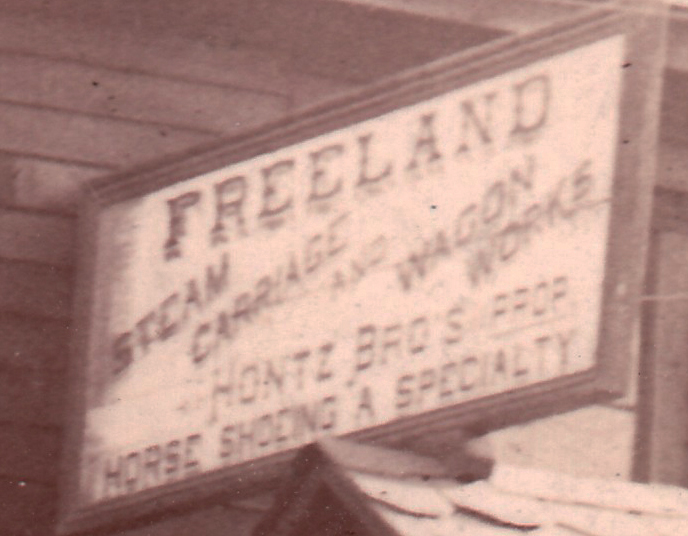 FREELAND
STEAM
CARRIAGE AND WAGON
WORKS
HONTZ BRO'S PROP.
HORSE SHOEING A SPECIALTY